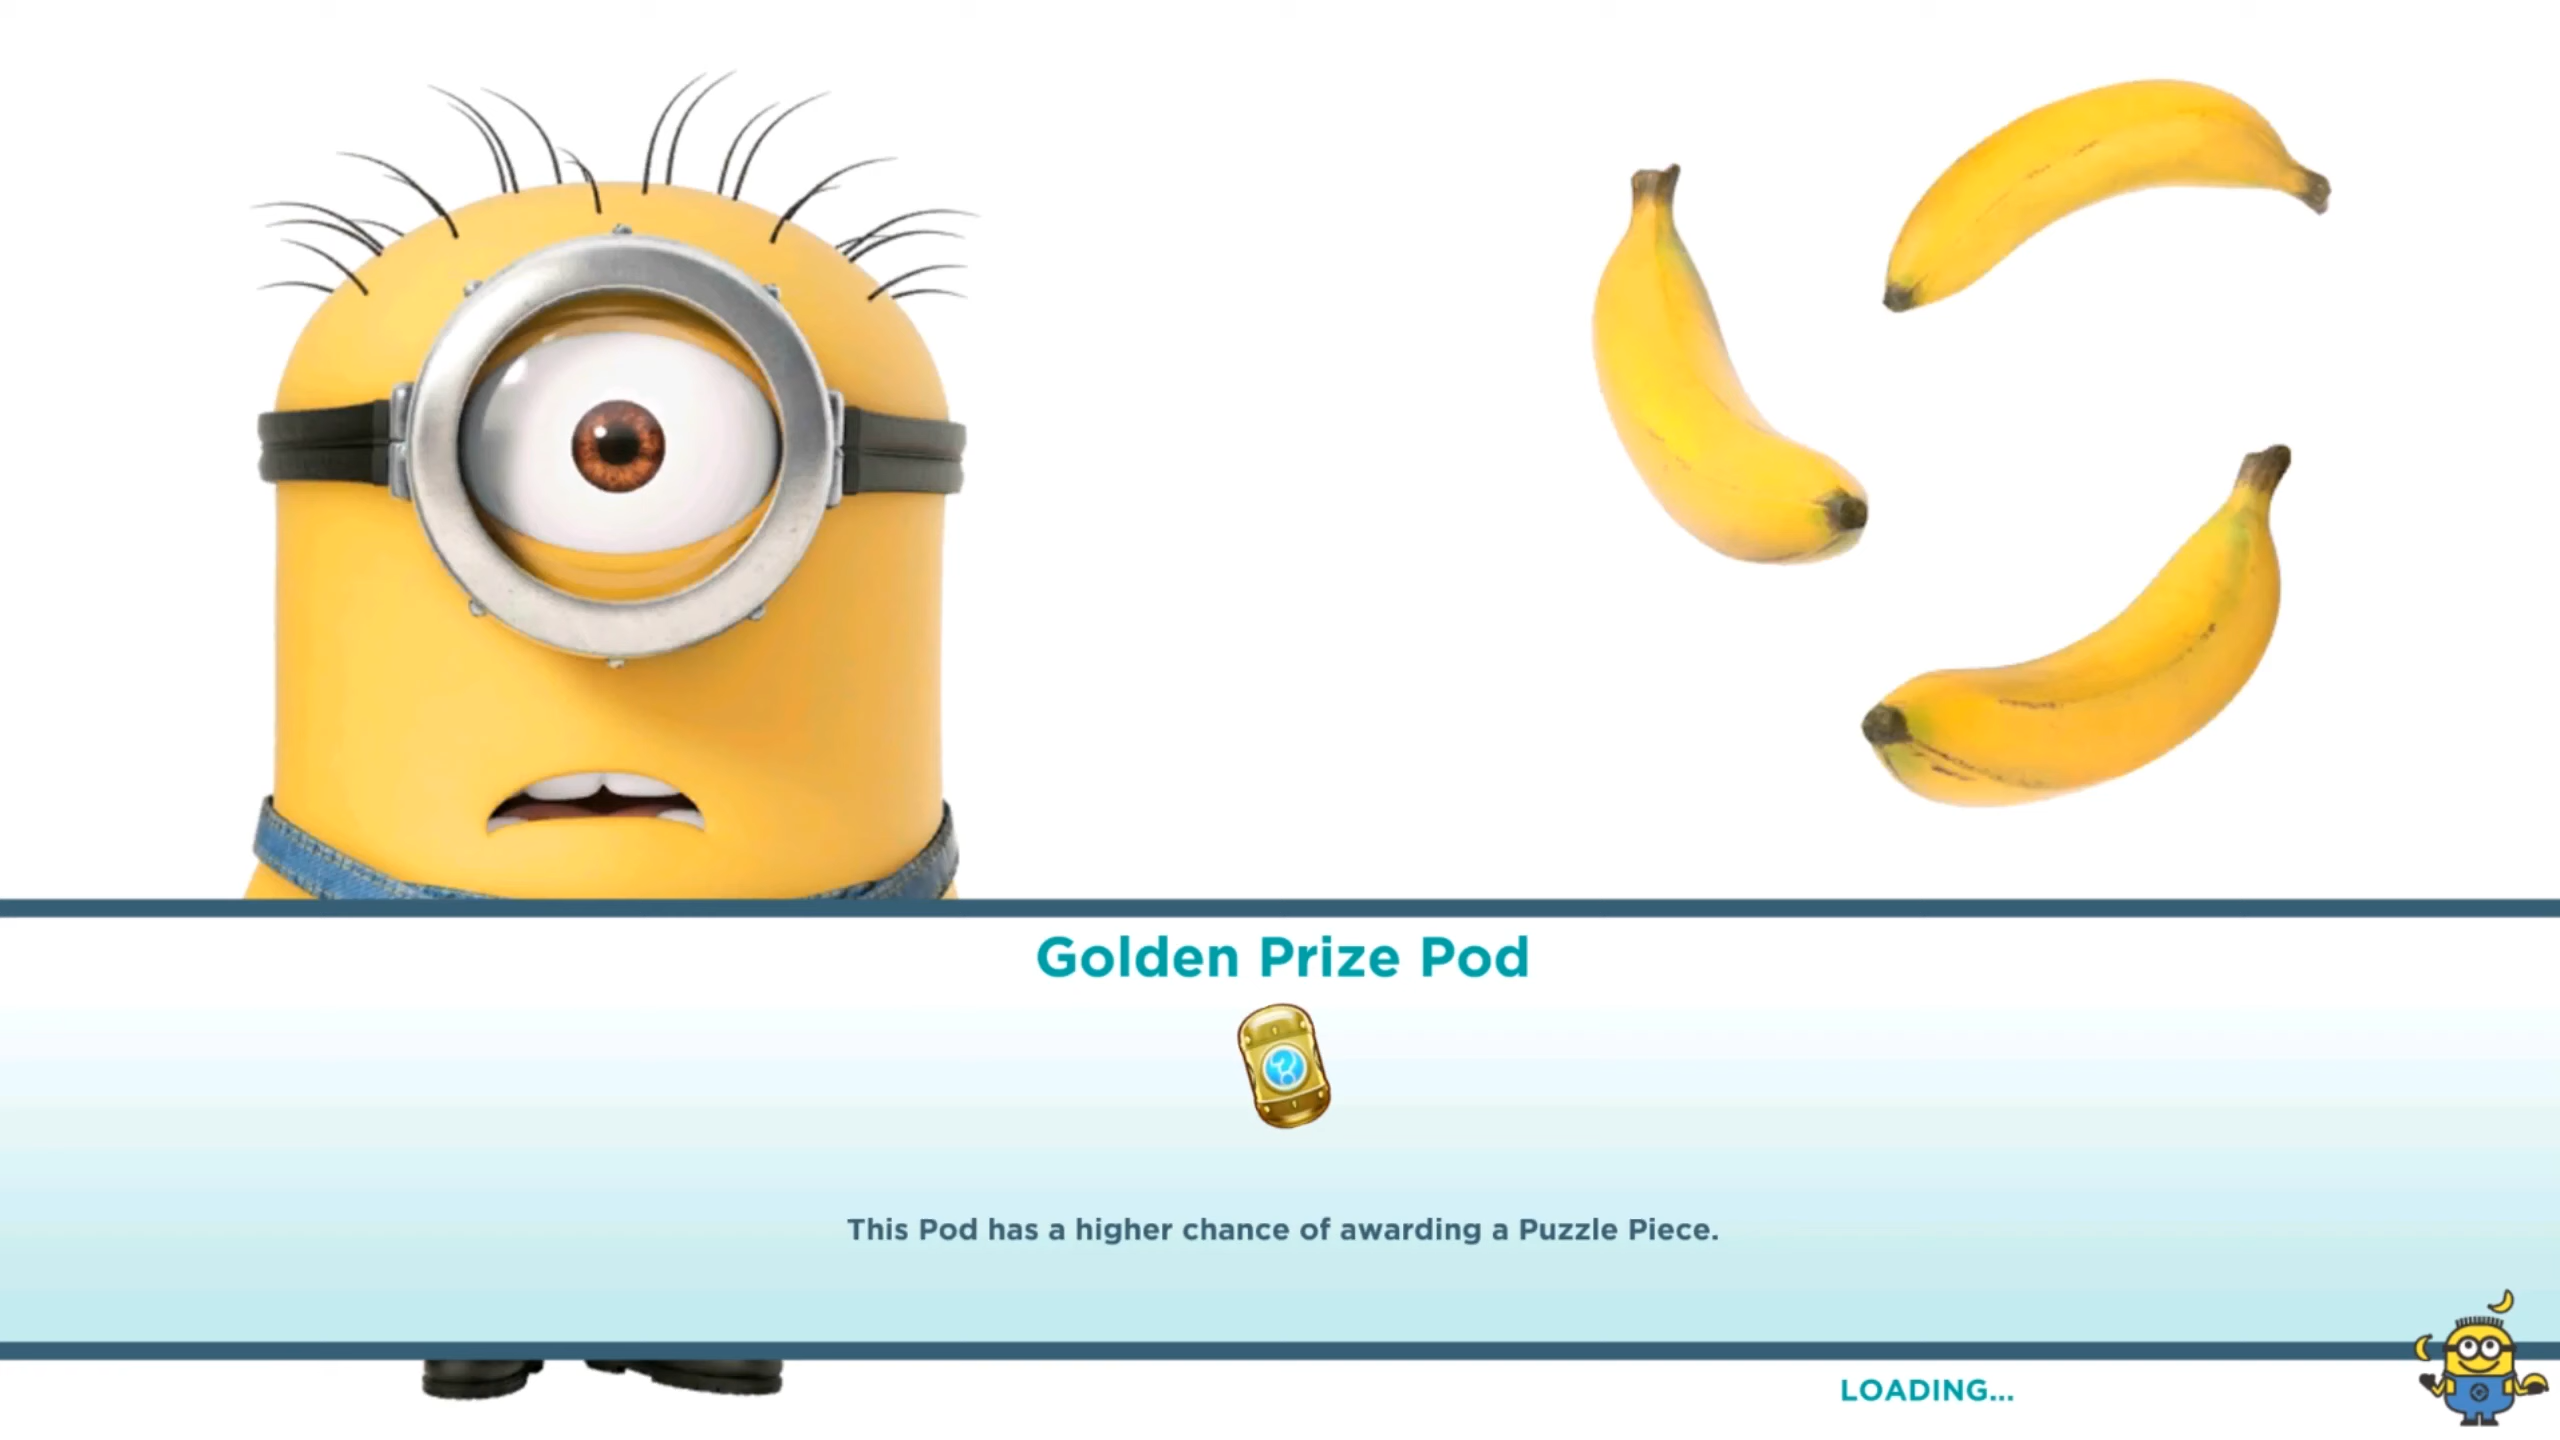 Golden Prize Pod
This Pod has a higher chance of awarding a Puzzle Piece.
LOADING...